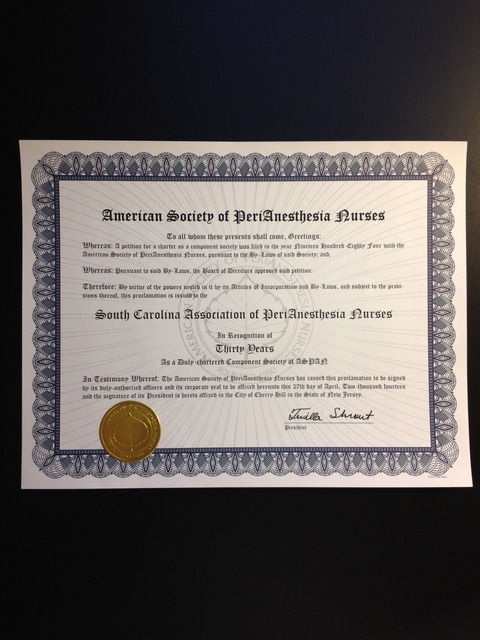 American Society of PeriAnesthesia Nurses
To all whom these presents shall come, Greetings:
Whereas: A petition for a charter as a component society was filed in the year Nineteen Hundred-Eighty Four with the
American Society of PeriAnesthesia Nurses, pursuant to the By-Laws of said Society; and,
Whereas: Pursuant to said By-Laws, the Board of Directors approved said petition:
Therefore: By virtue of the powers vested in it by its Articles of Incorporation and By-Laws, and subject to the provi-
sions thereof, this proclamation is issued to the
South Carolina Association of PeriAnesthesia Nurses
In Recognition of
Thirty Years
As a Duly-chartered Component Society of ASPAN
In Testimony Whereof: The American Society of PeriAnesthesia Nurses has caused this proclamation to be signed
by its duly-authorized officers and its corporate seal to be affixed hereunto this 27th day of April, Two-thousand fourteen
and the signature of its President is hereto affixed in the City of Cherry Hill in the State of New Jersey.
Twilla Shrout
President